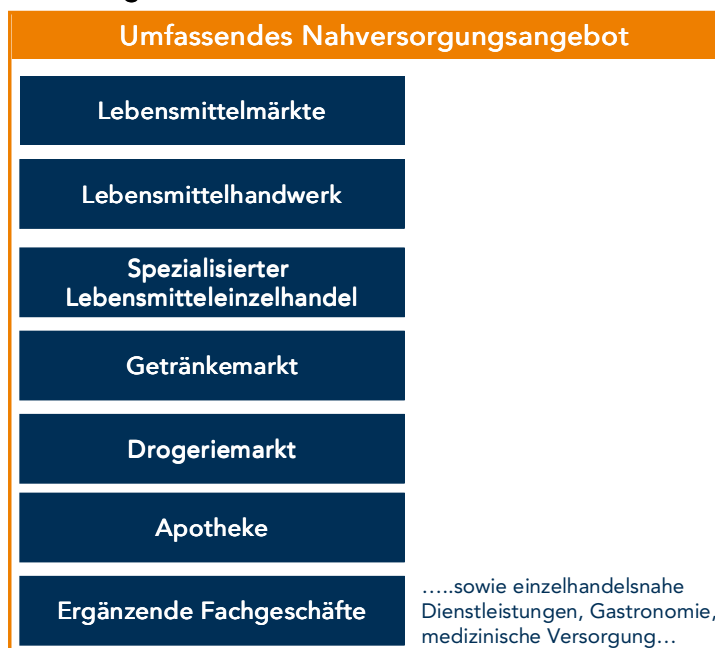 Umfassendes Nahversorgungsangebot
Lebensmittelmärkte
Lebensmittelhandwerk
Spezialisierter
Lebensmitteleinzelhandel
Getränkemarkt
Drogeriemarkt
Apotheke
Ergänzende Fachgeschäfte
…..sowie einzelhandelsnahe
Dienstleistungen, Gastronomie,
medizinische Versorgung…